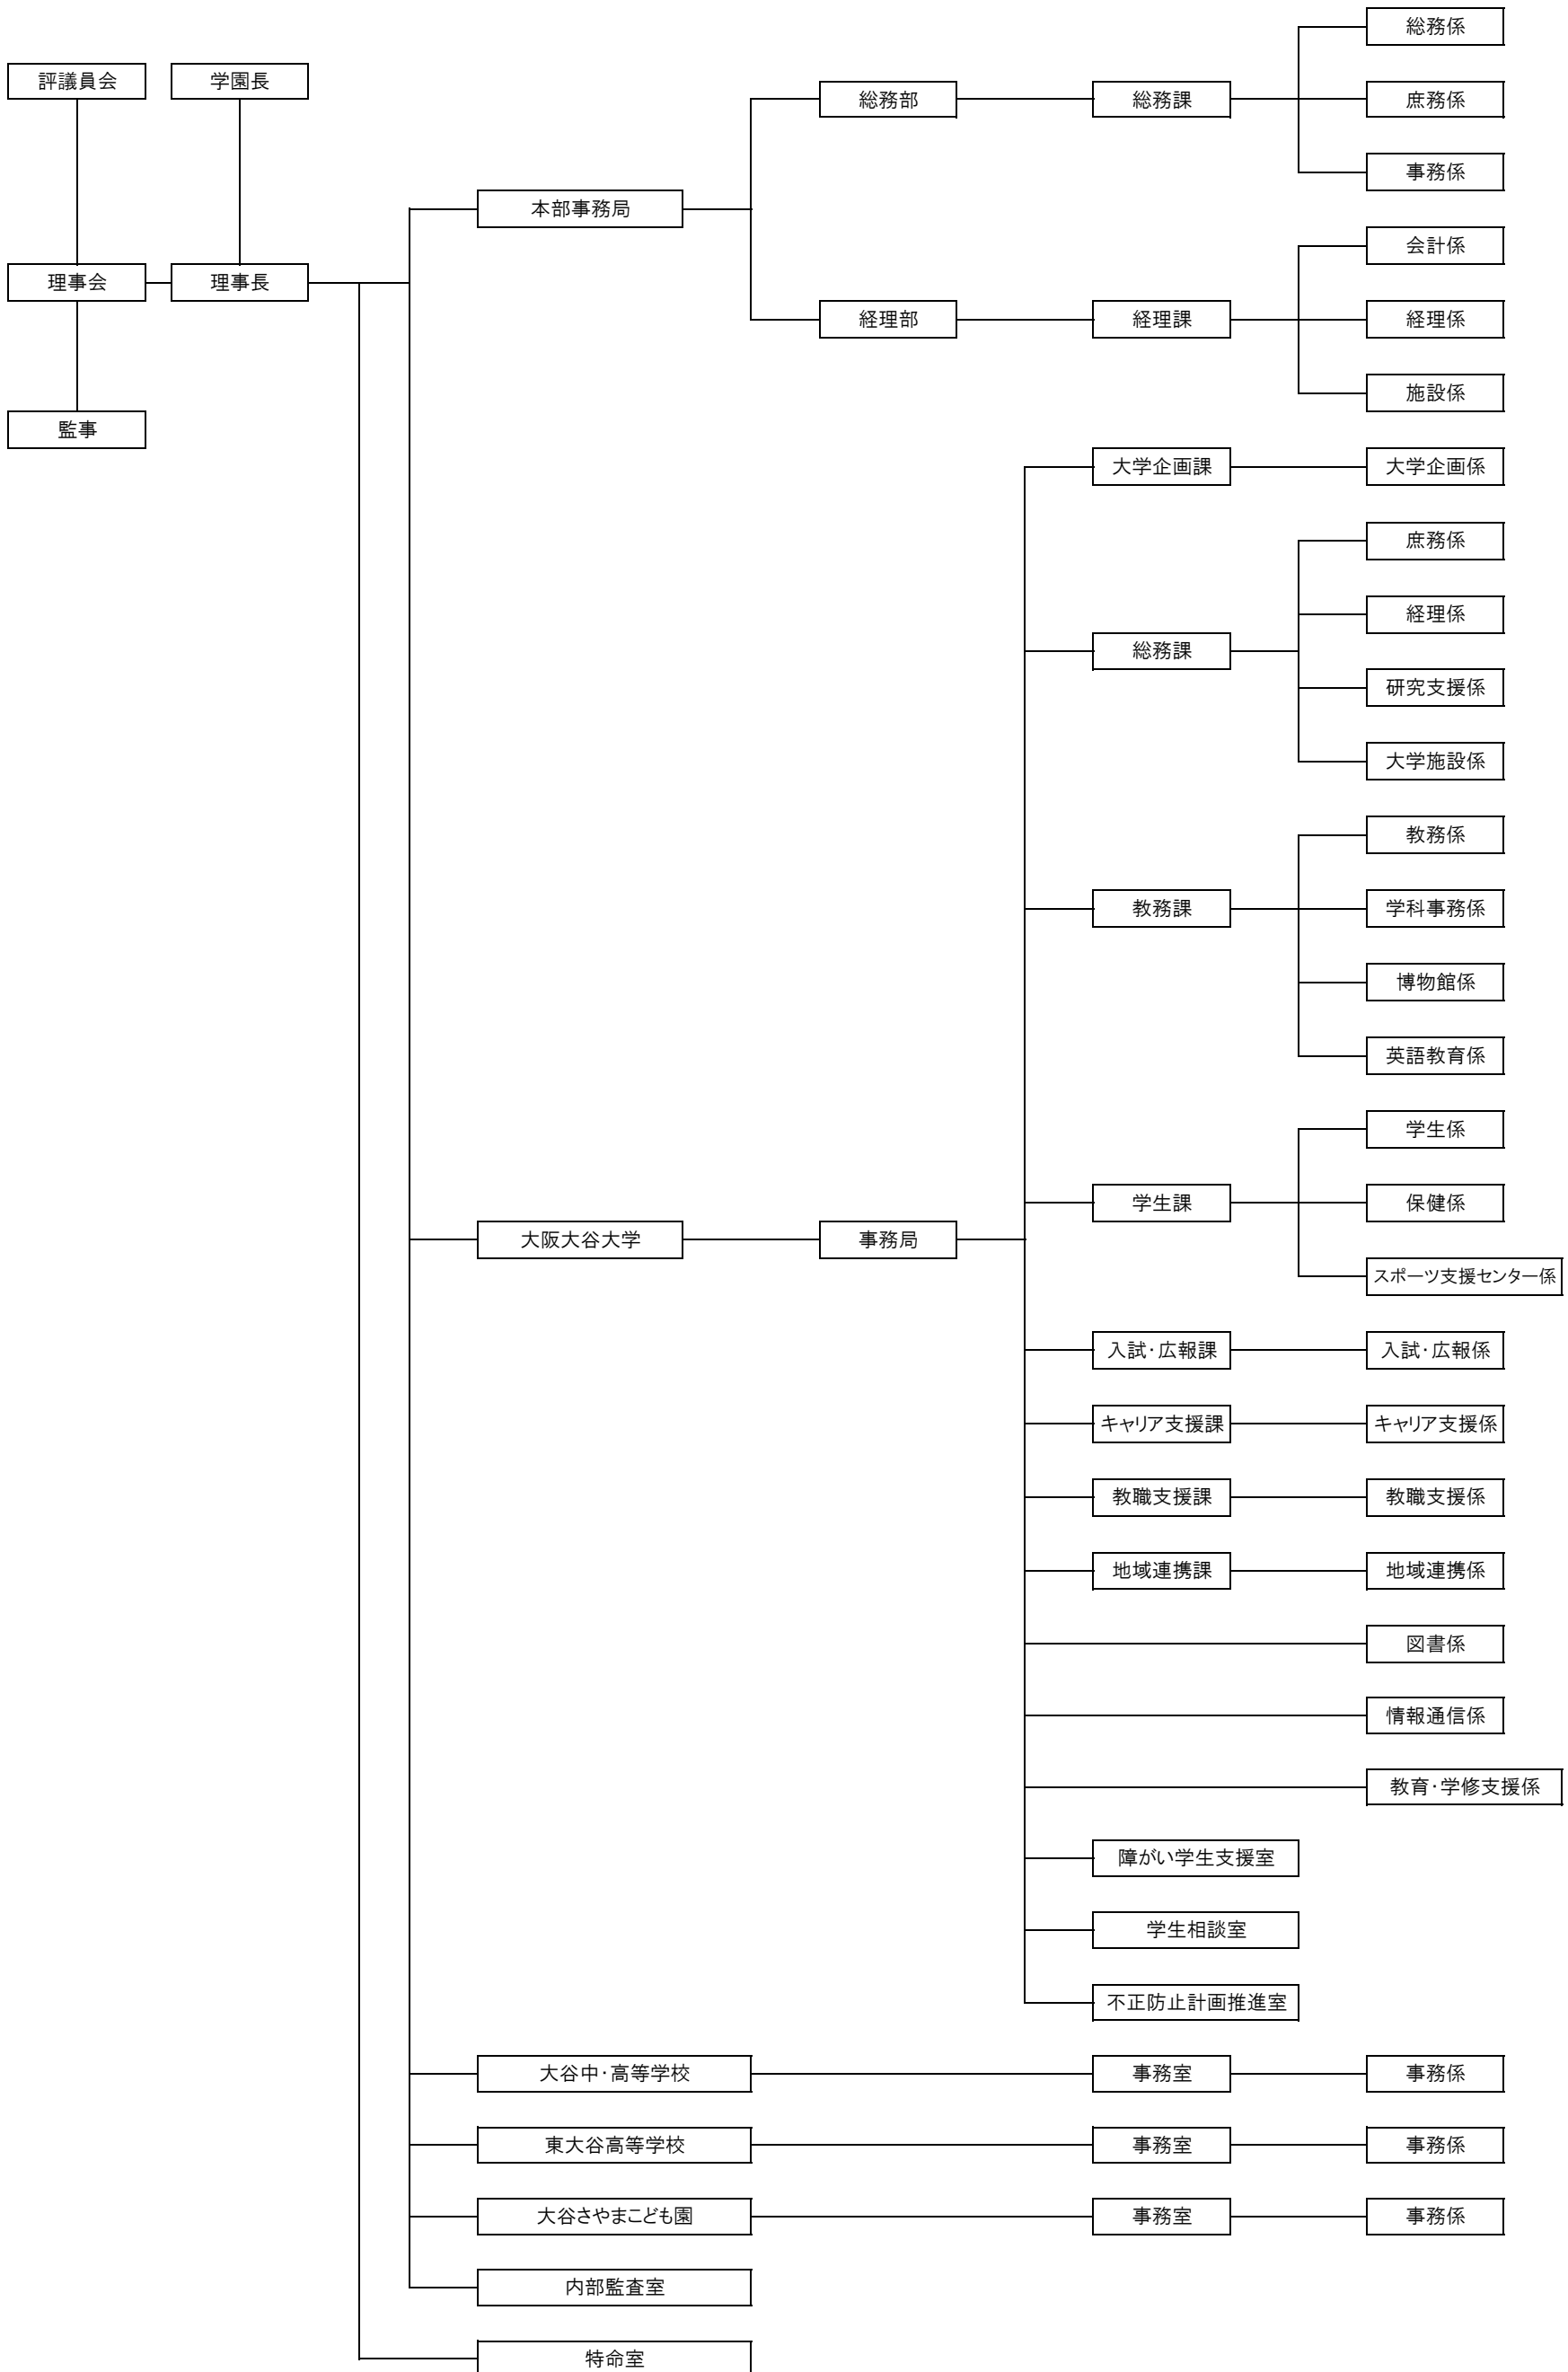 総務係
評議員会
学園長
総務部
総務課
庶務係
事務係
本部事務局
会計係
理事会
理事長
経理部
経理課
経理係
施設係
監事
大学企画課
大学企画係
庶務係
経理係
総務課
研究支援係
大学施設係
教務係
教務課
学科事務係
博物館係
英語教育係
学生係
学生課
保健係
大阪大谷大学
事務局
スポーツ支援センター係
入試・広報課
入試・広報係
キャリア支援課
キャリア支援係
教職支援課
教職支援係
地域連携課
地域連携係
図書係
情報通信係
教育・学修支援係
障がい学生支援室
学生相談室
不正防止計画推進室
大谷中・高等学校
事務室
事務係
東大谷高等学校
事務室
事務係
大谷さやまこども園
事務室
事務係
内部監査室
特命室